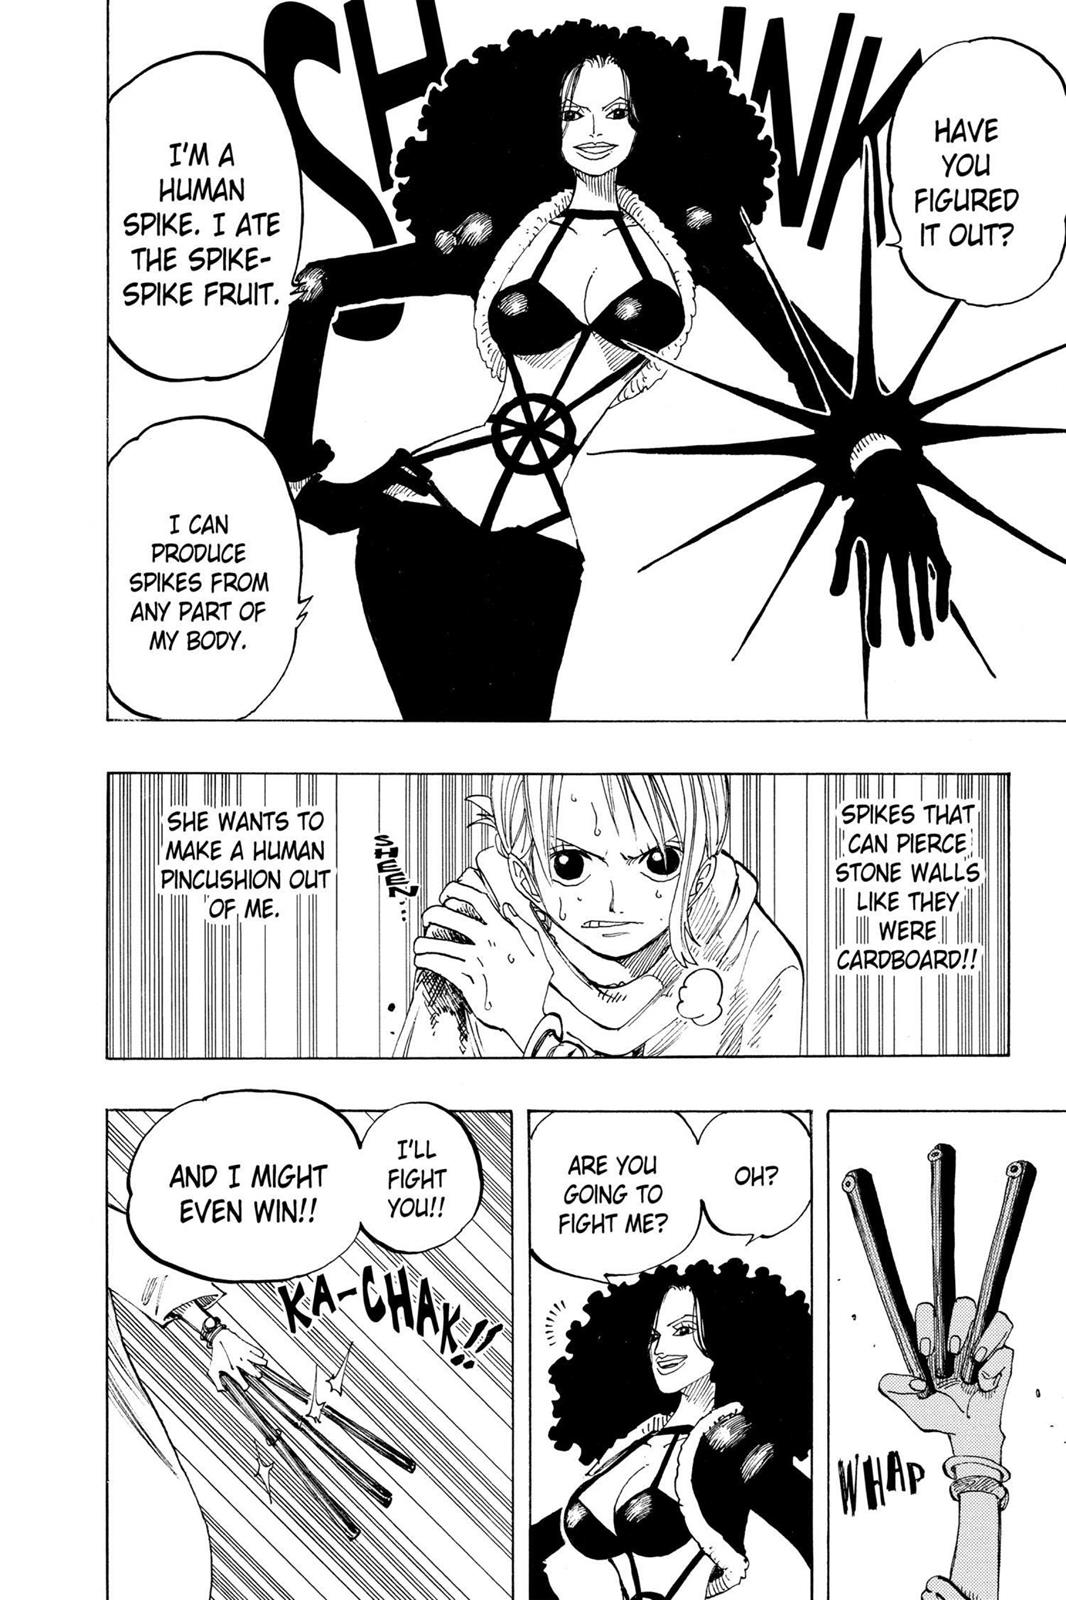 SHUNK
HAVE
YOU
FIGURED
IT OUT?
I'M A
HUMAN
SPIKE. I ATE
THE SPIKE-
SPIKE FRUIT.
I CAN
PRODUCE
SPIKES FROM
ANY PART OF
MY BODY.
SPIKES THAT
CAN PIERCE
STONE WALLS
LIKE THEY
WERE
CARDBOARD!!
SHEEN...
SHE WANTS TO
MAKE A HUMAN
PINCUSHION OUT
OF ME.
WHAP
OH?
ARE YOU
GOING TO
FIGHT ME?
I'LL
FIGHT
YOU!!
AND I MIGHT
EVEN WIN!!
KA-CHAK!!